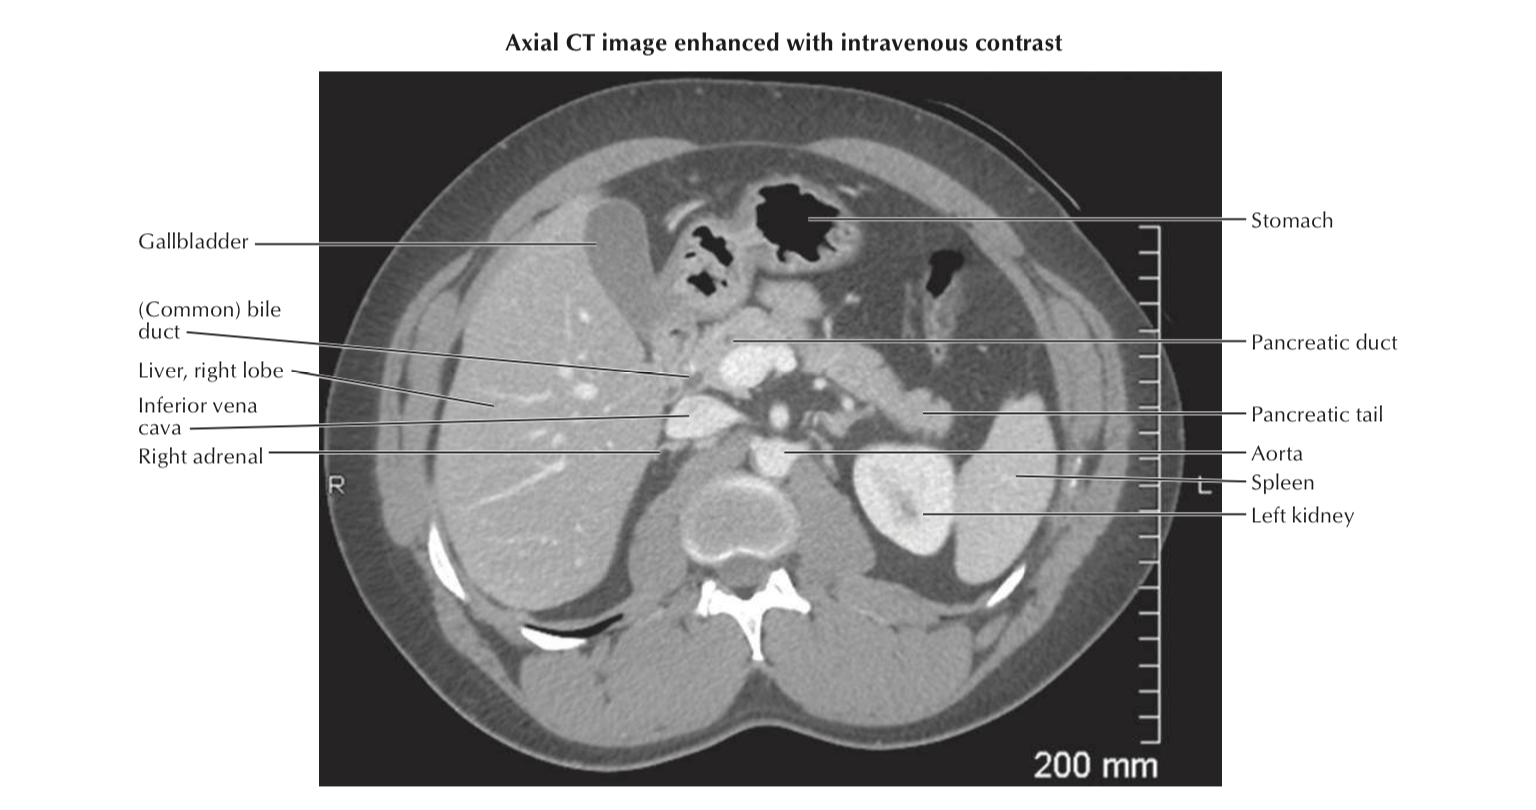 Axial CT image enhanced with intravenous contrast
Gallbladder
(Common) bile
duct
Liver, right lobe
Inferior vena
cava
Right adrenal
R
Stomach
Pancreatic duct
Pancreatic tail
Aorta
Spleen
L
Left kidney
200 mm